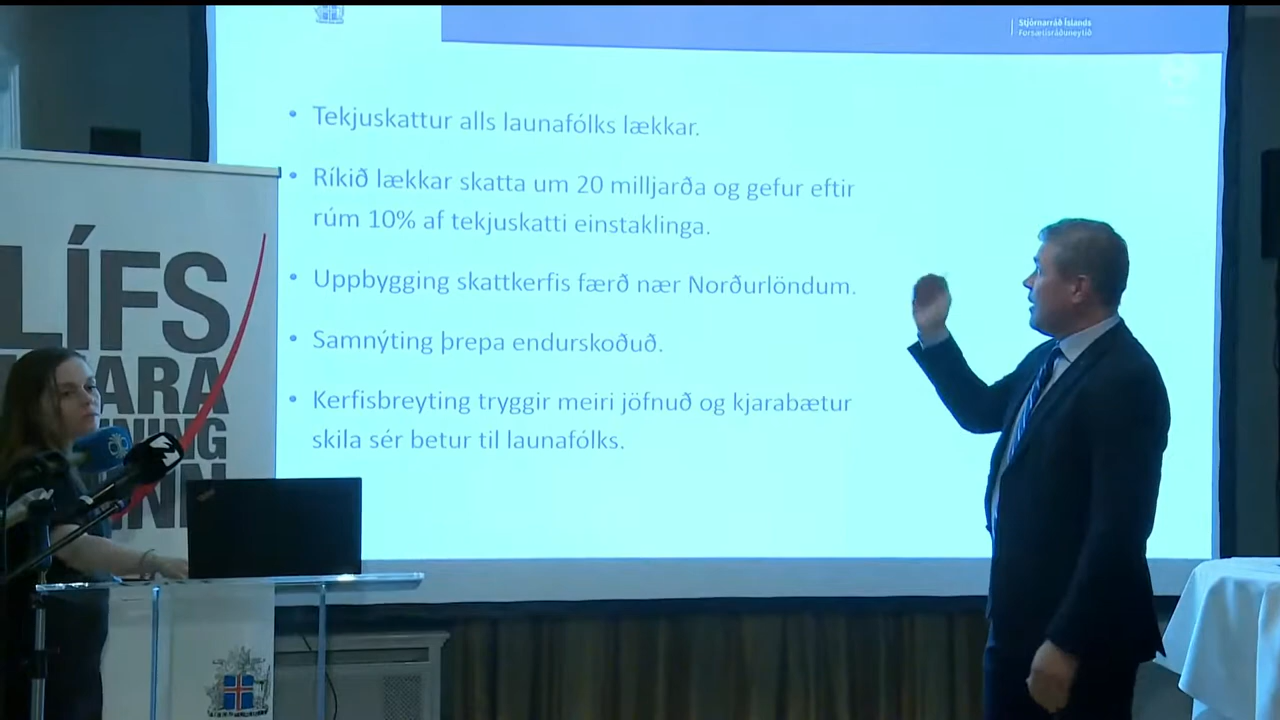 Stjórnarráð Íslands
Forsætisráðuneytið
• Tekjuskattur alls launafólks lækkar.
• Ríkið lækkar skatta um 20 milljarða og gefur eftir
rúm 10% af tekjuskatti einstaklinga.
• Uppbygging skattkerfis færð nær Norðurlöndum.
• Samnýting þrepa endurskoðuð.
• Kerfisbreyting tryggir meiri jöfnuð og kjarabætur
skila sér betur til launafólks.
LÍFS